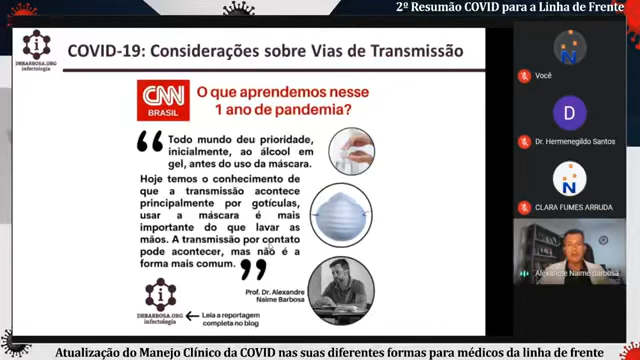 2º Resumão COVID para a Linha de Frente
DRBARBOSA.ORG
infectologia
COVID-19: Considerações sobre Vias de Transmissão
CNN
BRASIL
O que aprendemos nesse
1 ano de pandemia?
Todo mundo deu prioridade,
inicialmente, ao álcool em
gel, antes do uso da máscara.
Hoje temos o conhecimento de
que a transmissão acontece
principalmente por gotículas,
usar a máscara é mais
importante do que lavar as
mãos. A transmissão por contato
pode acontecer, mas não é a
forma mais comum.
Prof. Dr. Alexandre
Naime Barbosa
DRBARBOSA.ORG
infectologia
Leia a reportagem
completa no blog
N
Você
D
Dr. Hermenegildo Santos
N
CLARA FUMES ARRUDA
Alexandre Naime Barbosa
Atualização do Manejo Clínico da COVID nas suas diferentes formas para médicos da linha de frente